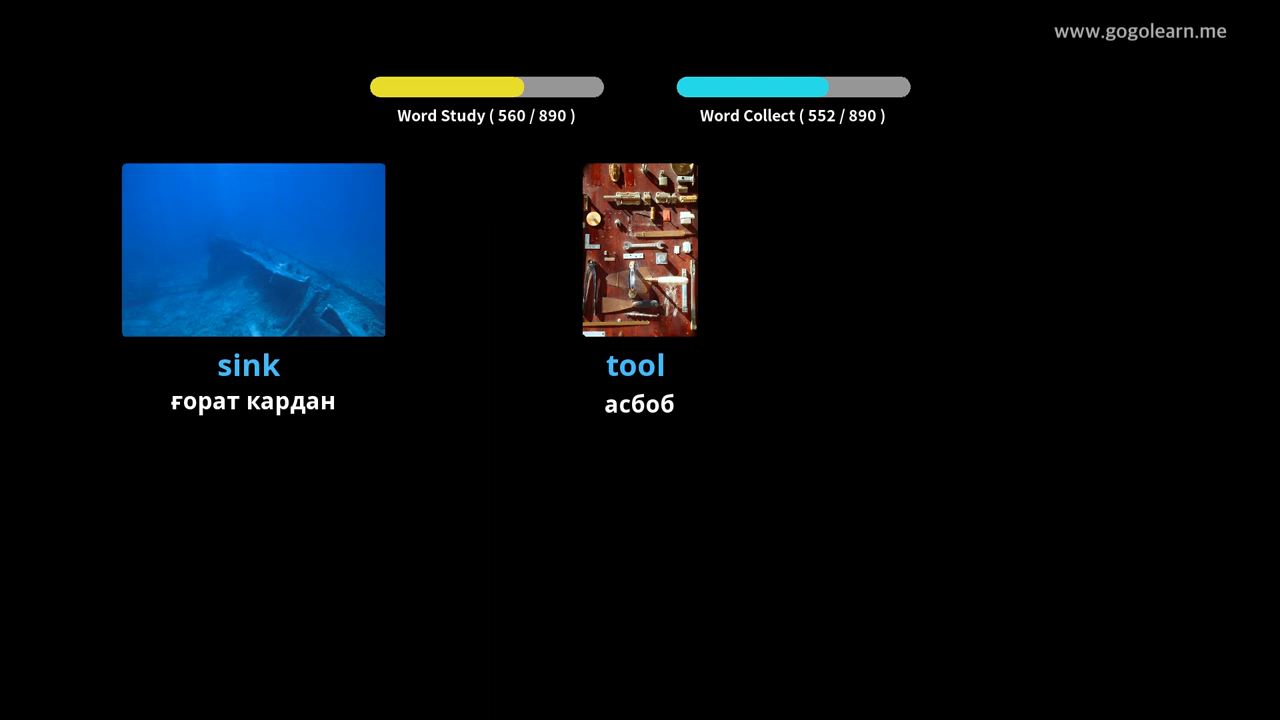 www.gogolearn.me
Word Study ( 560 / 890 )
Word Collect ( 552 / 890 )
sink
ғорат кардан
tool
асбоб